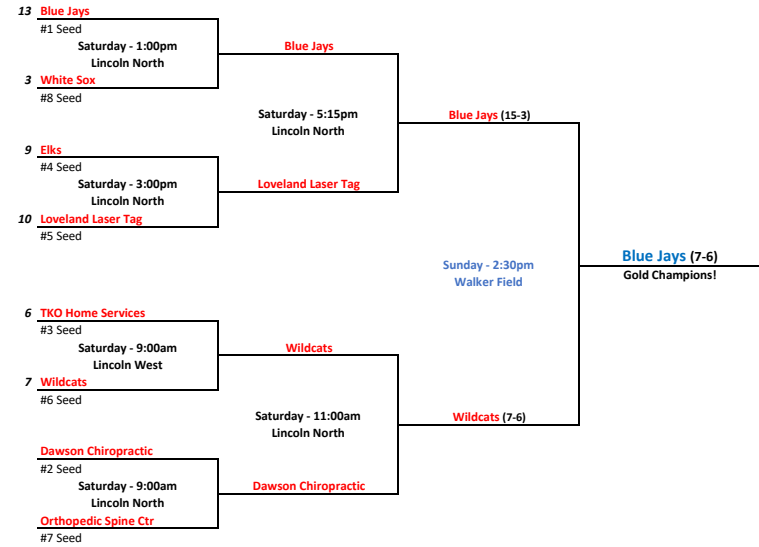 13 Blue Jays
#1 Seed
Saturday - 1:00pm
Lincoln North
Blue Jays
3 White Sox
#8 Seed
Saturday - 5:15pm
Lincoln North
Blue Jays (15-3)
9 Elks
#4 Seed
Saturday - 3:00pm
Lincoln North
Loveland Laser Tag
10 Loveland Laser Tag
#5 Seed
Sunday - 2:30pm
Walker Field
Blue Jays (7-6)
Gold Champions!
6 TKO Home Services
#3 Seed
Saturday - 9:00am
Lincoln West
Wildcats
7 Wildcats
#6 Seed
Saturday - 11:00am
Lincoln North
Wildcats (7-6)
Dawson Chiropractic
#2 Seed
Saturday - 9:00am
Lincoln North
Dawson Chiropractic
Orthopedic Spine Ctr
#7 Seed